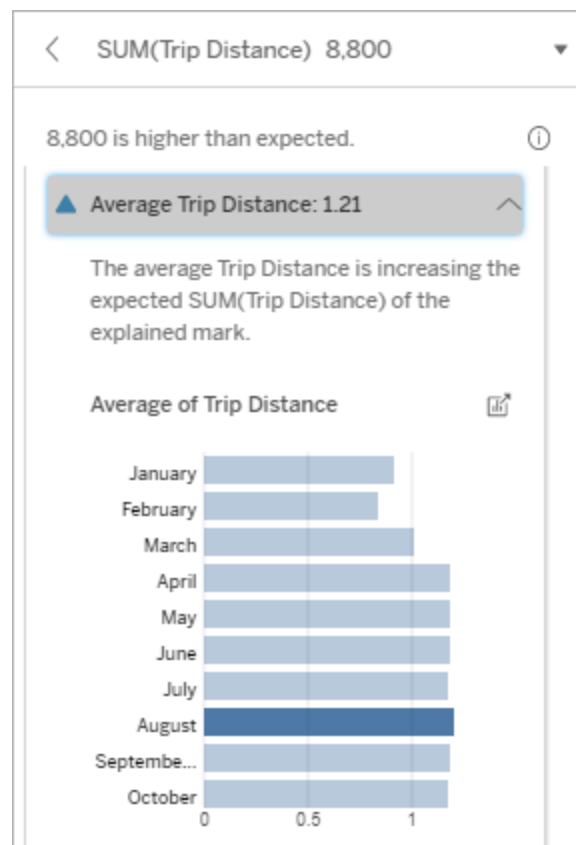 SUM(Trip Distance) 8,800
8,800 is higher than expected.
Average Trip Distance: 1.21
The average Trip Distance is increasing the
expected SUM(Trip Distance) of the
explained mark.
Average of Trip Distance
January
February
March
April
May
June
July
August
Septembe...
October
0 0.5 1